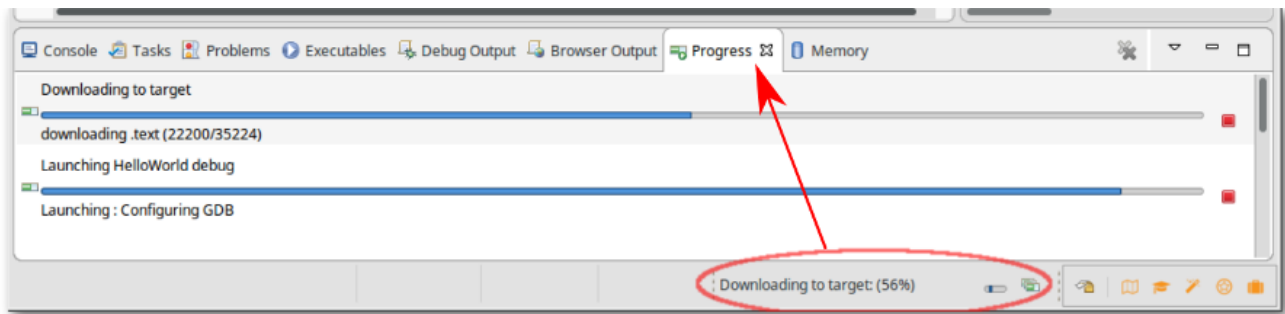 Console Tasks Problems Executables Debug Output Browser Output Progress Memory
Downloading to target
downloading .text (22200/35224)
Launching HelloWorld debug
Launching : Configuring GDB
Downloading to target: (56%)